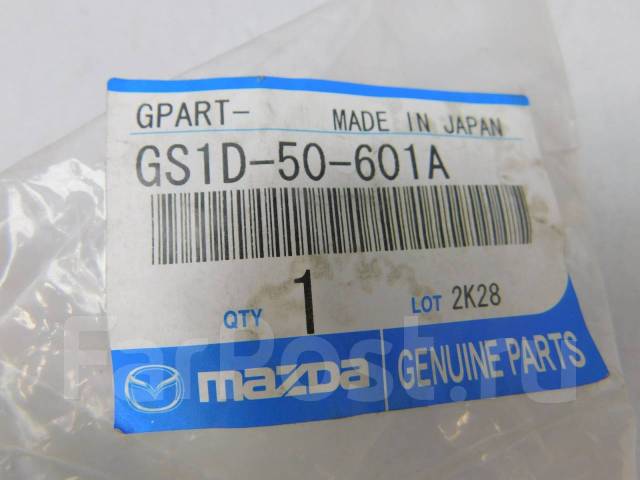 GPART-
MADE IN JAPAN
GS1D-50-601A
QTY 1 LOT 2K28
mazda GENUINE PARTS
FarPost.ru